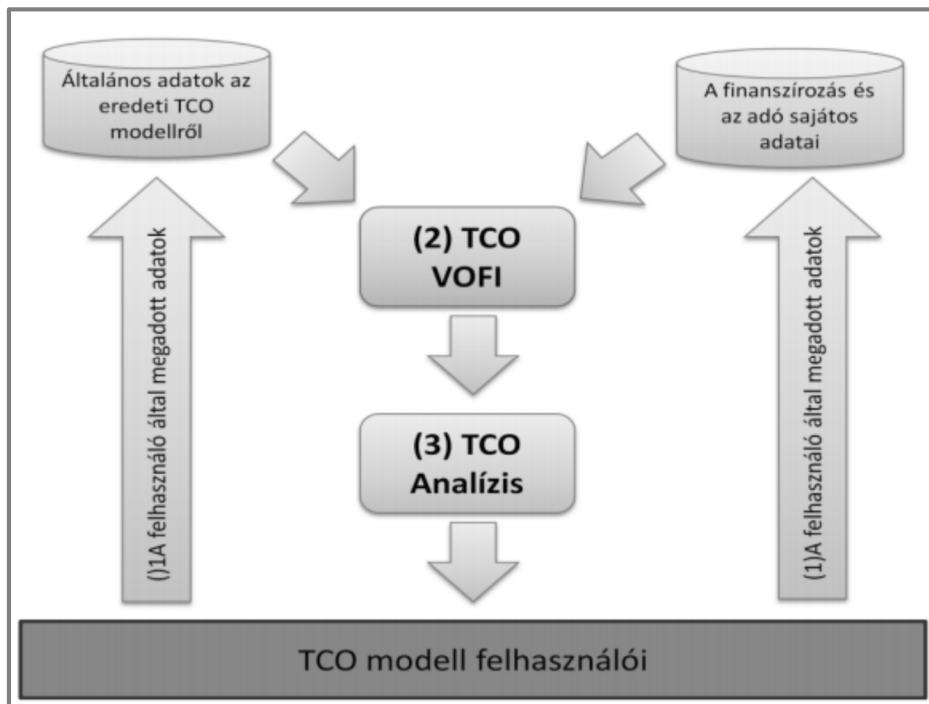 Általános adatok az
eredeti TCO
modellről
A finanszírozás és
az adó sajátos
adatai
(2) TCO
VOFI
(3) TCO
Analízis
()1A felhasználó által megadott adatok
(1)A felhasználó által megadott adatok
TCO modell felhasználói